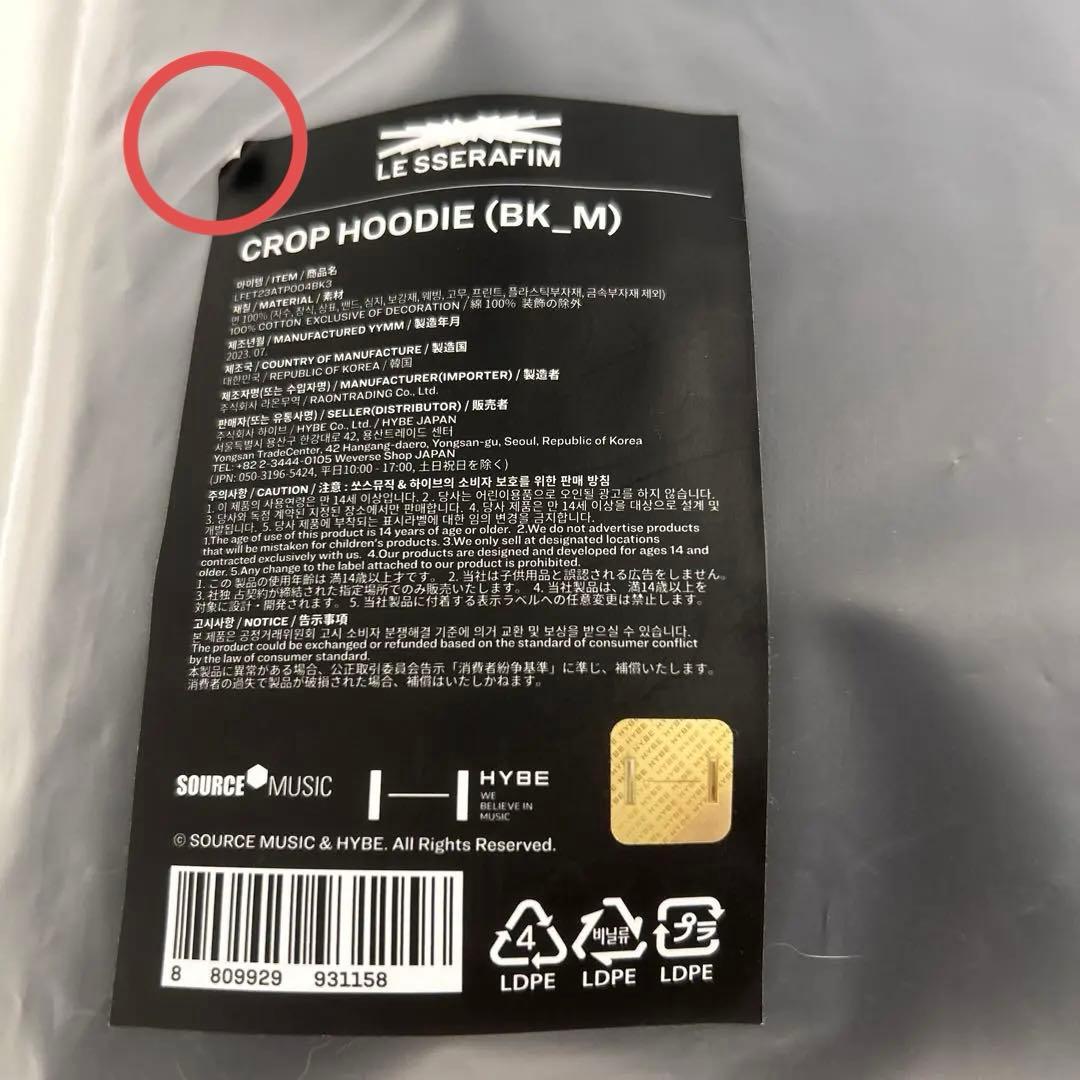 LE SSERAFIM
CROP HOODIE (BK_M)
아이템 / ITEM / 商品名
LFET23ATP004BK3
재질 / MATERIAL / 素材
면 100% (자수, 장식, 상표, 밴드, 심지, 보강재, 웨빙, 고무, 프린트, 플라스틱부자재, 금속부자재 제외)
100% COTTON EXCLUSIVE OF DECORATION / 綿 100% 装飾の除外
제조년월 / MANUFACTURED YYMM / 製造年月
2023. 07.
제조국 / COUNTRY OF MANUFACTURE / 製造国
대한민국 / REPUBLIC OF KOREA / 韓国
제조자명(또는 수입자명) / MANUFACTURER(IMPORTER) / 製造者
주식회사 라온무역 / RAONTRADING Co., Ltd.
판매자(또는 유통사명) / SELLER(DISTRIBUTOR) / 販売者
주식회사 하이브 / HYBE Co., Ltd. / HYBE JAPAN
서울특별시 용산구 한강대로 42, 용산트레이드 센터
Yongsan TradeCenter, 42 Hangang-daero, Yongsan-gu, Seoul, Republic of Korea
TEL: +82 2-3444-0105 Weverse Shop JAPAN
(JPN: 050-3196-5424, 平日10:00 - 17:00, 土日祝日を除く)
주의사항 / CAUTION / 注意 : 쏘스뮤직 & 하이브의 소비자 보호를 위한 판매 방침
1. 이 제품의 사용연령은 만 14세 이상입니다. 2. 당사는 어린이용품으로 오인될 광고를 하지 않습니다.
3. 당사와 독점 계약된 지정된 장소에서만 판매합니다. 4. 당사 제품은 만 14세 이상을 대상으로 설계 및
개발됩니다. 5. 당사 제품에 부착되는 표시라벨에 대한 임의 변경을 금지합니다.
1.The age of use of this product is 14 years of age or older. 2.We do not advertise products
that will be mistaken for children's products. 3.We only sell at designated locations
contracted exclusively with us. 4.Our products are designed and developed for ages 14 and
older. 5.Any change to the label attached to our product is prohibited.
1. この 製品の使用年齢は 満14歳以上才です。 2. 当社は子供用品と誤認される広告をしません。
3. 社独 占契約が締結された指定場所でのみ販売いたします。 4. 当社製品は、 満14歳以上を
対象に設計・開発されます。 5. 当社製品に付着する表示ラベルへの任意変更は禁止します。
고시사항 / NOTICE / 告示事項
본 제품은 공정거래위원회 고시 소비자 분쟁해결 기준에 의거 교환 및 보상을 받으실 수 있습니다.
The product could be exchanged or refunded based on the standard of consumer conflict
by the law of consumer standard.
本製品に異常がある場合、公正取引委員会告示「消費者紛争基準」に準じ、補償いたします。
消費者の過失で製品が破損された場合、補償はいたしかねます。
SOURCE MUSIC
HYBE
WE
BELIEVE IN
MUSIC
© SOURCE MUSIC & HYBE. All Rights Reserved.
8 809929 931158
4 비닐류 プラ
LDPE LDPE LDPE